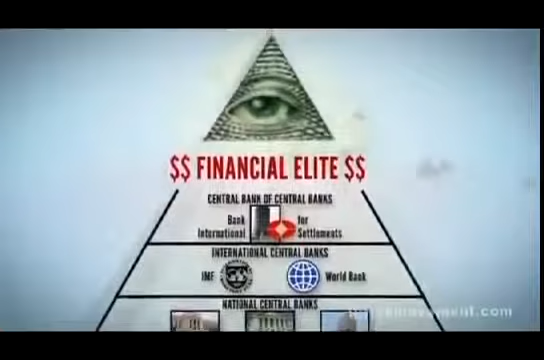 $$ FINANCIAL ELITE $$
CENTRAL BANK OF CENTRAL BANKS
Bank International for Settlements
INTERNATIONAL CENTRAL BANKS
IMF World Bank
NATIONAL CENTRAL BANKS